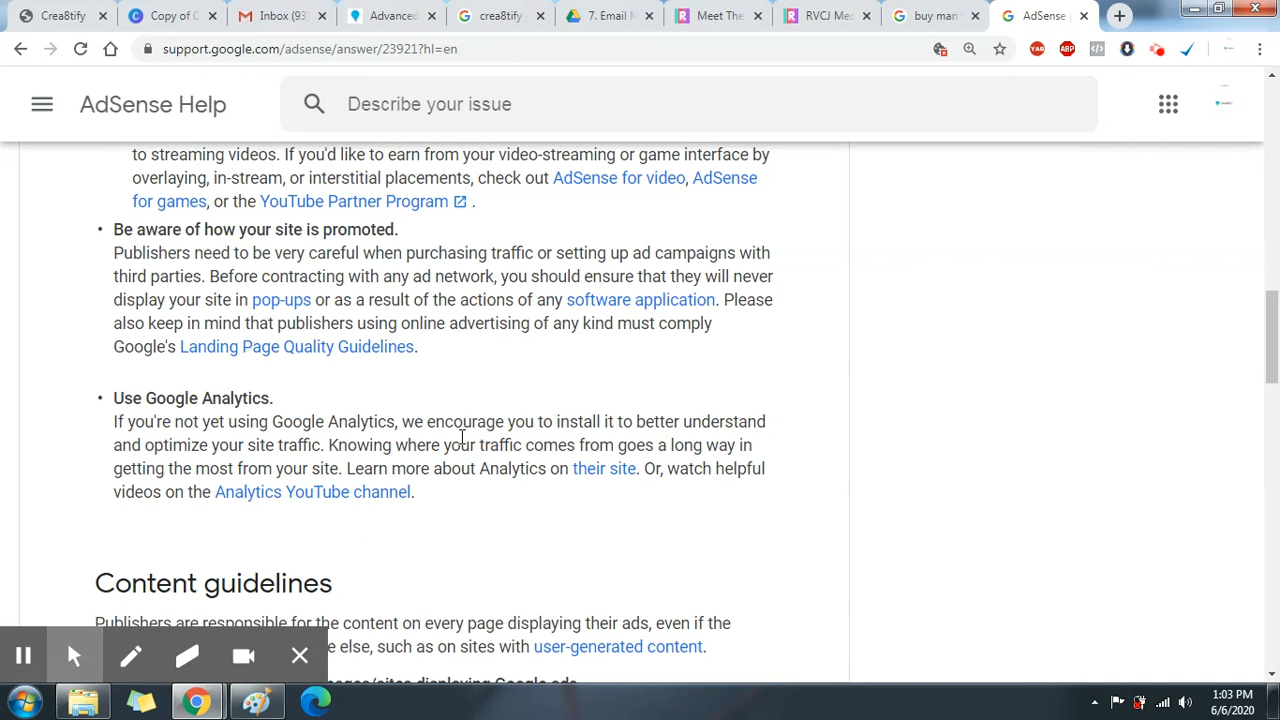 Crea8tify
Copy of C
Inbox (93
Advanced
crea8tify
7. Email M
Meet The
RVCJ Me
buy man
AdSense
support.google.com/adsense/answer/23921?hl=en
YAB
ABP
AdSense Help
Describe your issue
to streaming videos. If you'd like to earn from your video-streaming or game interface by
overlaying, in-stream, or interstitial placements, check out AdSense for video, AdSense
for games, or the YouTube Partner Program .
• Be aware of how your site is promoted.
Publishers need to be very careful when purchasing traffic or setting up ad campaigns with
third parties. Before contracting with any ad network, you should ensure that they will never
display your site in pop-ups or as a result of the actions of any software application. Please
also keep in mind that publishers using online advertising of any kind must comply
Google's Landing Page Quality Guidelines.
• Use Google Analytics.
If you're not yet using Google Analytics, we encourage you to install it to better understand
and optimize your site traffic. Knowing where your traffic comes from goes a long way in
getting the most from your site. Learn more about Analytics on their site. Or, watch helpful
videos on the Analytics YouTube channel.
Content guidelines
Publishers are responsible for the content on every page displaying their ads, even if the
e else, such as on sites with user-generated content.
ages/sites displaying Google ads
1:03 PM
6/6/2020